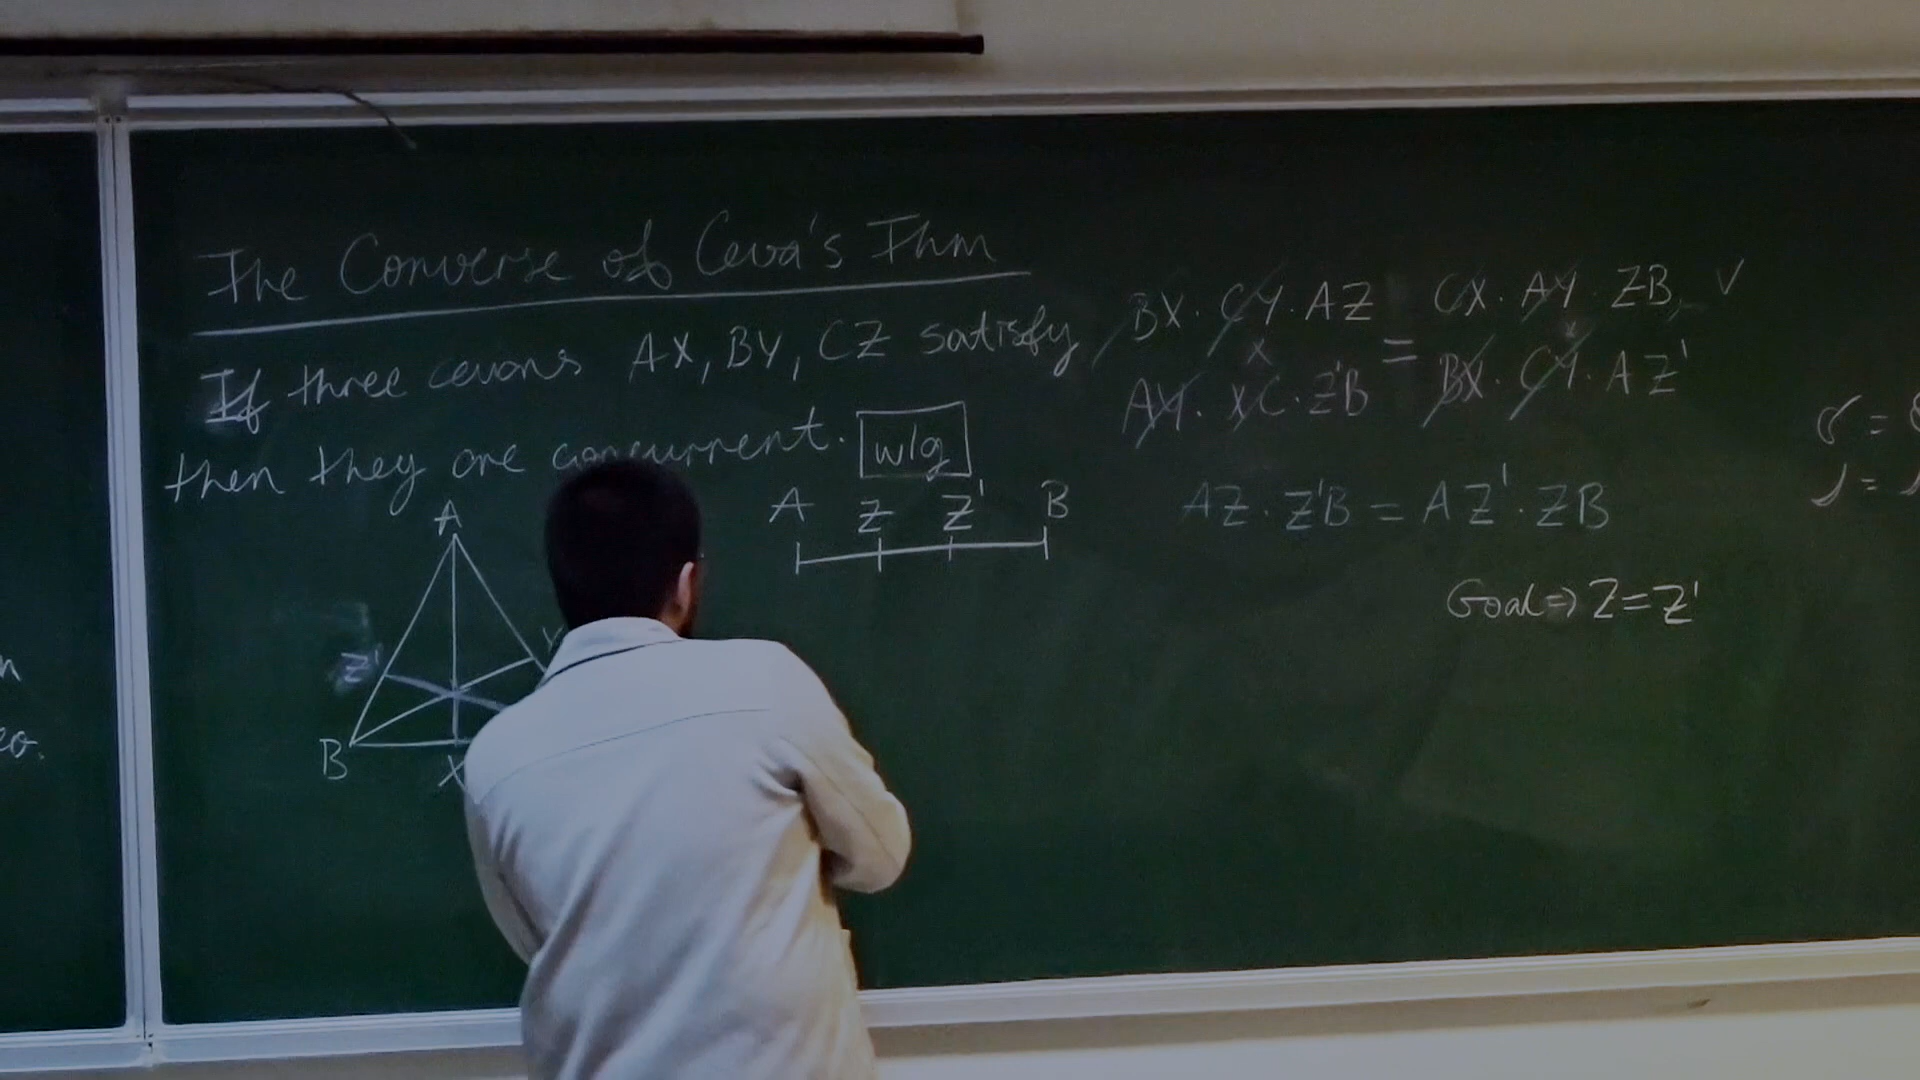 The Converse of Ceva's Thm
If three cevians AX, BY, CZ satisfy
BX · CY · AZ = CX · AY · ZB, ✓
then they are concurrent. wlg
AY · XC · Z'B = BX · CY · AZ'
A Z Z' B
AZ · Z'B = AZ' · ZB
Goal ⇒ Z = Z'
A
Z'
B
X